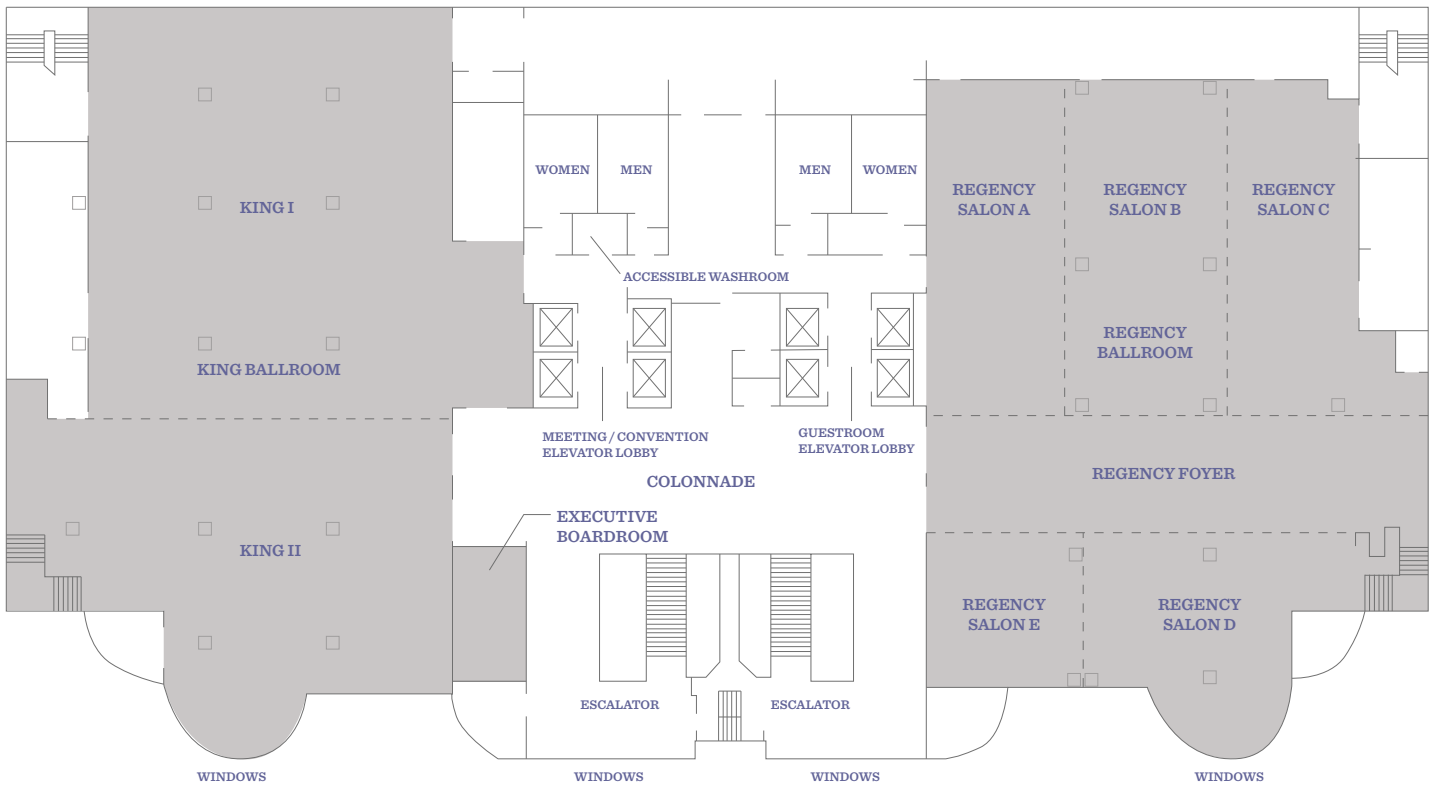 WOMEN
MEN
MEN
WOMEN
KING I
REGENCY
SALON A
REGENCY
SALON B
REGENCY
SALON C
ACCESSIBLE WASHROOM
KING BALLROOM
REGENCY
BALLROOM
MEETING / CONVENTION
ELEVATOR LOBBY
GUESTROOM
ELEVATOR LOBBY
COLONNADE
REGENCY FOYER
EXECUTIVE
BOARDROOM
KING II
REGENCY
SALON E
REGENCY
SALON D
ESCALATOR
ESCALATOR
WINDOWS
WINDOWS
WINDOWS
WINDOWS